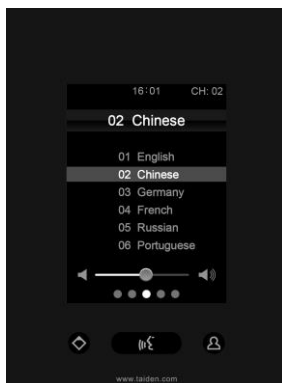 16:01 CH: 02
02 Chinese
01 English
02 Chinese
03 Germany
04 French
05 Russian
06 Portuguese
www.taiden.com